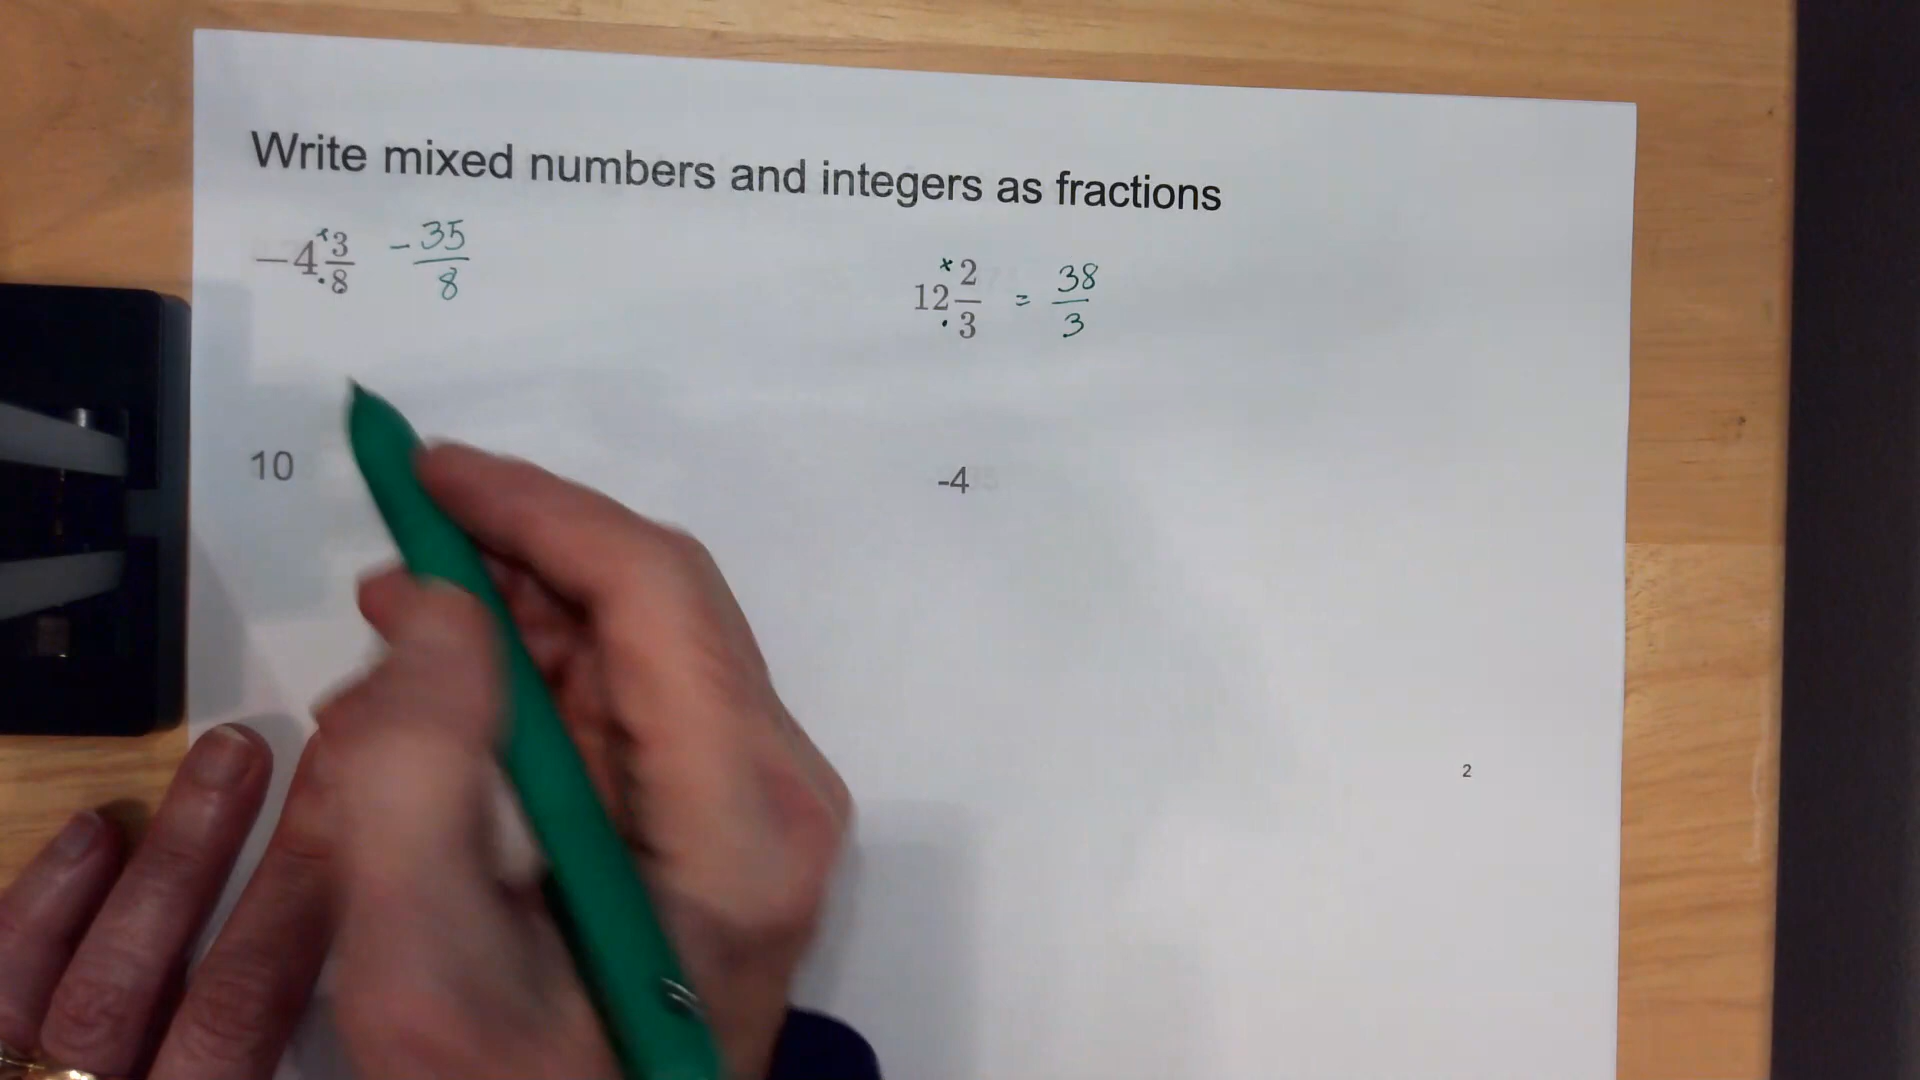 Write mixed numbers and integers as fractions
−4 3/8 - 35/8
12 2/3 = 38/3
10
-4
2